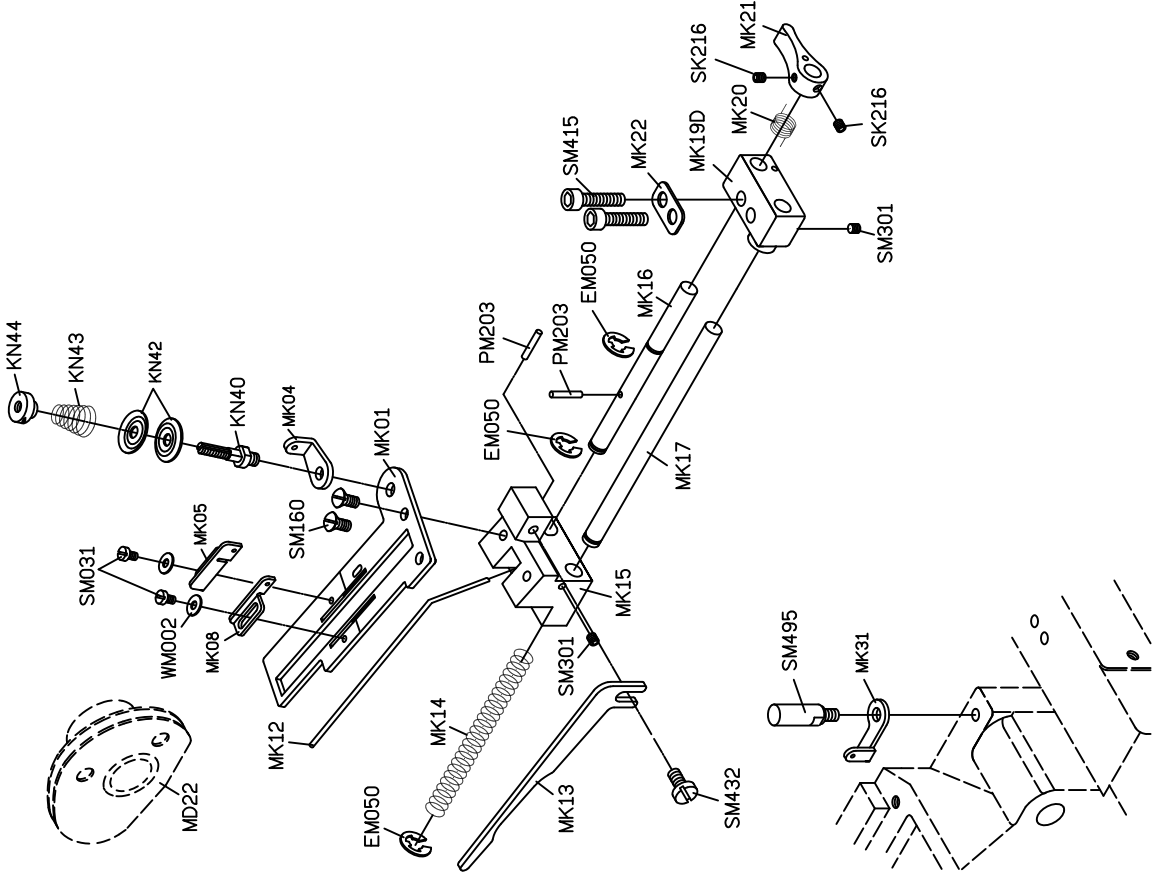 KN44
KN43
KN42
KN40
MK04
MK01
SM160
SM031
MK05
WM002
MK08
MD22
MK12
MK14
EM050
MK13
SM432
SM301
MK15
PM203
PM203
EM050
EM050
MK16
MK17
SM415
MK22
MK19D
MK20
SK216
MK21
SK216
SM301
SM495
MK31